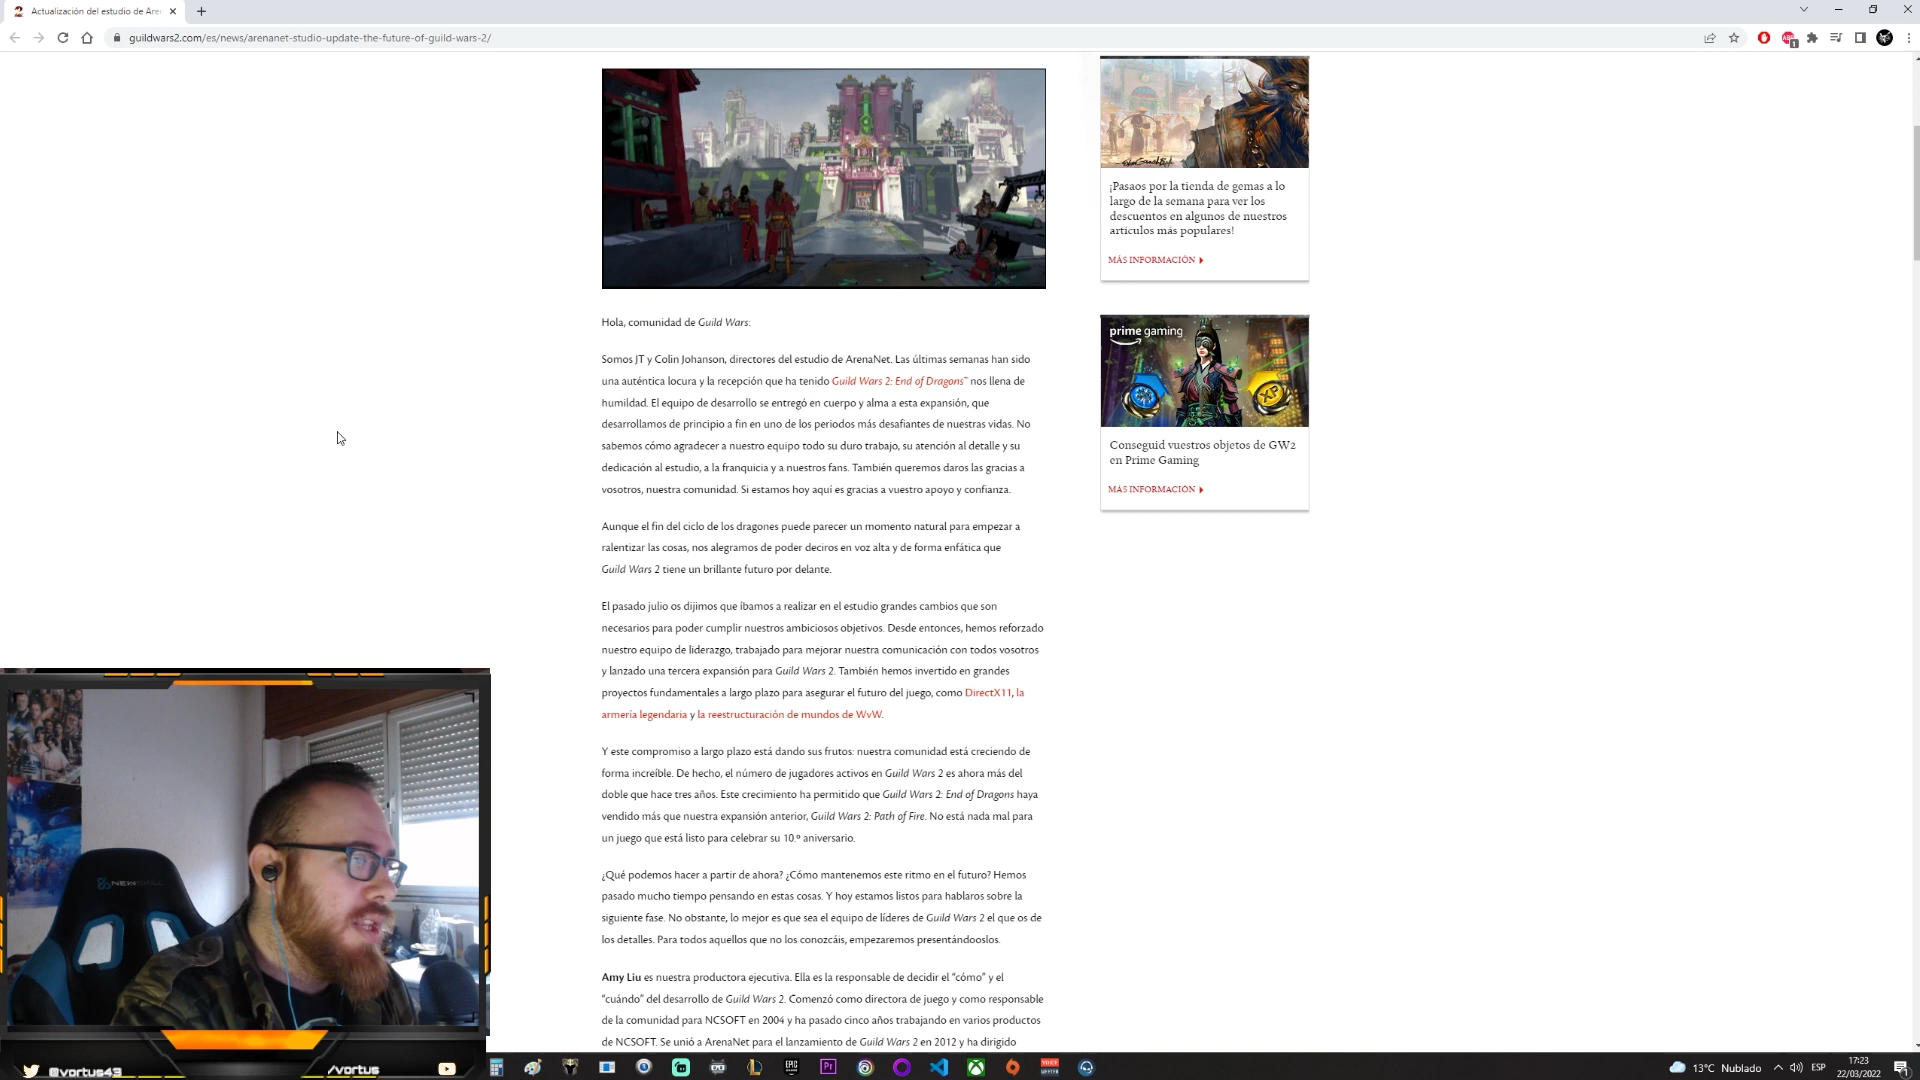 Actualización del estudio de Are
guildwars2.com/es/news/arenanet-studio-update-the-future-of-guild-wars-2/
Hola, comunidad de Guild Wars:
Somos JT y Colin Johanson, directores del estudio de ArenaNet. Las últimas semanas han sido
una auténtica locura y la recepción que ha tenido Guild Wars 2: End of Dragons™ nos llena de
humildad. El equipo de desarrollo se entregó en cuerpo y alma a esta expansión, que
desarrollamos de principio a fin en uno de los periodos más desafiantes de nuestras vidas. No
sabemos cómo agradecer a nuestro equipo todo su duro trabajo, su atención al detalle y su
dedicación al estudio, a la franquicia y a nuestros fans. También queremos daros las gracias a
vosotros, nuestra comunidad. Si estamos hoy aquí es gracias a vuestro apoyo y confianza.
Aunque el fin del ciclo de los dragones puede parecer un momento natural para empezar a
ralentizar las cosas, nos alegramos de poder deciros en voz alta y de forma enfática que
Guild Wars 2 tiene un brillante futuro por delante.
El pasado julio os dijimos que íbamos a realizar en el estudio grandes cambios que son
necesarios para poder cumplir nuestros ambiciosos objetivos. Desde entonces, hemos reforzado
nuestro equipo de liderazgo, trabajado para mejorar nuestra comunicación con todos vosotros
y lanzado una tercera expansión para Guild Wars 2. También hemos invertido en grandes
proyectos fundamentales a largo plazo para asegurar el futuro del juego, como DirectX11, la
armería legendaria y la reestructuración de mundos de WvW.
Y este compromiso a largo plazo está dando sus frutos: nuestra comunidad está creciendo de
forma increíble. De hecho, el número de jugadores activos en Guild Wars 2 es ahora más del
doble que hace tres años. Este crecimiento ha permitido que Guild Wars 2: End of Dragons haya
vendido más que nuestra expansión anterior, Guild Wars 2: Path of Fire. No está nada mal para
un juego que está listo para celebrar su 10.º aniversario.
¿Qué podemos hacer a partir de ahora? ¿Cómo mantenemos este ritmo en el futuro? Hemos
pasado mucho tiempo pensando en estas cosas. Y hoy estamos listos para hablaros sobre la
siguiente fase. No obstante, lo mejor es que sea el equipo de líderes de Guild Wars 2 el que os de
los detalles. Para todos aquellos que no los conozcáis, empezaremos presentándooslos.
Amy Liu es nuestra productora ejecutiva. Ella es la responsable de decidir el “cómo” y el
“cuándo” del desarrollo de Guild Wars 2. Comenzó como directora de juego y como responsable
de la comunidad para NCSOFT en 2004 y ha pasado cinco años trabajando en varios productos
de NCSOFT. Se unió a ArenaNet para el lanzamiento de Guild Wars 2 en 2012 y ha dirigido
¡Pasaos por la tienda de gemas a lo
largo de la semana para ver los
descuentos en algunos de nuestros
artículos más populares!
MÁS INFORMACIÓN
prime gaming
XP
Conseguid vuestros objetos de GW2
en Prime Gaming
MÁS INFORMACIÓN
@vortus43
/vortus
EPIC
Pr
13°C Nublado
ESP
17:23
22/03/2022